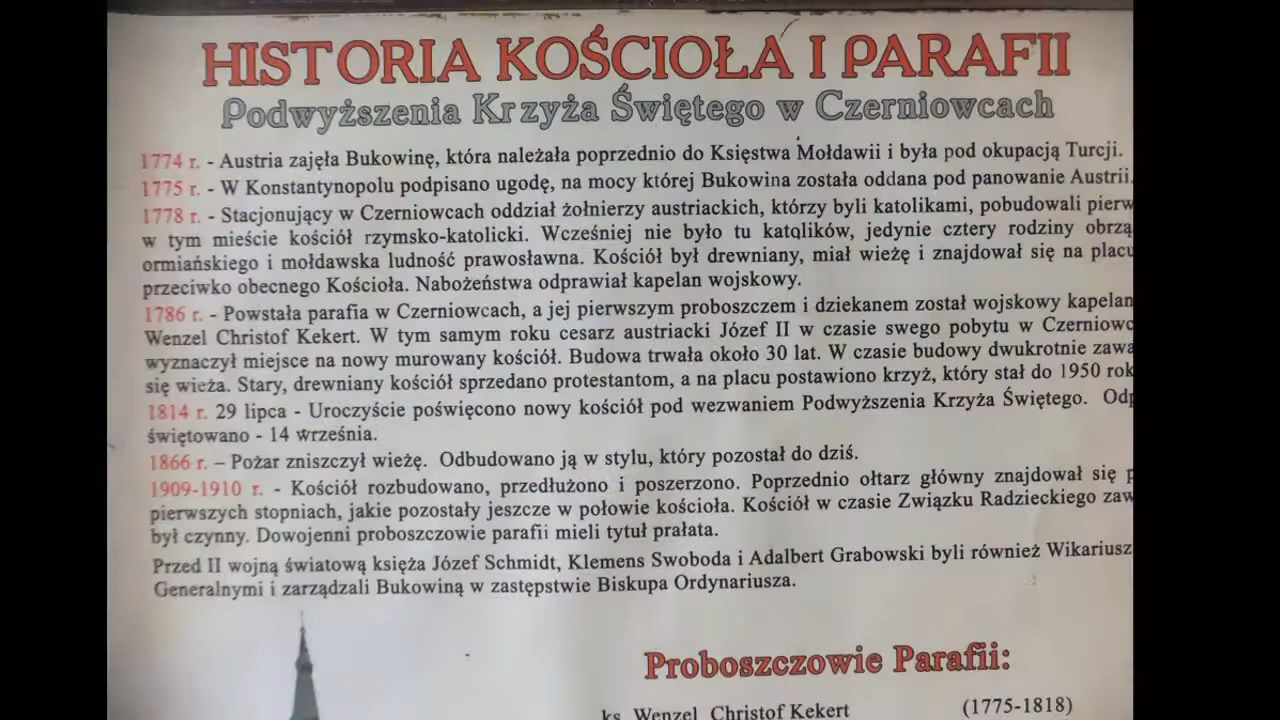 HISTORIA KOŚCIOŁA I PARAFII
Podwyższenia Krzyża Świętego w Czerniowcach
1774 r. - Austria zajęła Bukowinę, która należała poprzednio do Księstwa Mołdawii i była pod okupacją Turcji.
1775 r. - W Konstantynopolu podpisano ugodę, na mocy której Bukowina została oddana pod panowanie Austrii.
1778 r. - Stacjonujący w Czerniowcach oddział żołnierzy austriackich, którzy byli katolikami, pobudowali pierw
w tym mieście kościół rzymsko-katolicki. Wcześniej nie było tu katolików, jedynie cztery rodziny obrzą
ormiańskiego i mołdawska ludność prawosławna. Kościół był drewniany, miał wieżę i znajdował się na placu
przeciwko obecnego Kościoła. Nabożeństwa odprawiał kapelan wojskowy.
1786 r. - Powstała parafia w Czerniowcach, a jej pierwszym proboszczem i dziekanem został wojskowy kapelan
Wenzel Christof Kekert. W tym samym roku cesarz austriacki Józef II w czasie swego pobytu w Czerniowc
wyznaczył miejsce na nowy murowany kościół. Budowa trwała około 30 lat. W czasie budowy dwukrotnie zawa
się wieża. Stary, drewniany kościół sprzedano protestantom, a na placu postawiono krzyż, który stał do 1950 rok
1814 r. 29 lipca - Uroczyście poświęcono nowy kościół pod wezwaniem Podwyższenia Krzyża Świętego. Odp
świętowano - 14 września.
1866 r. – Pożar zniszczył wieżę. Odbudowano ją w stylu, który pozostał do dziś.
1909-1910 r. - Kościół rozbudowano, przedłużono i poszerzono. Poprzednio ołtarz główny znajdował się p
pierwszych stopniach, jakie pozostały jeszcze w połowie kościoła. Kościół w czasie Związku Radzieckiego zaw
był czynny. Dowojenni proboszczowie parafii mieli tytuł prałata.
Przed II wojną światową księża Józef Schmidt, Klemens Swoboda i Adalbert Grabowski byli również Wikariusz
Generalnymi i zarządzali Bukowiną w zastępstwie Biskupa Ordynariusza.
Proboszczowie Parafii:
ks. Wenzel Christof Kekert (1775-1818)